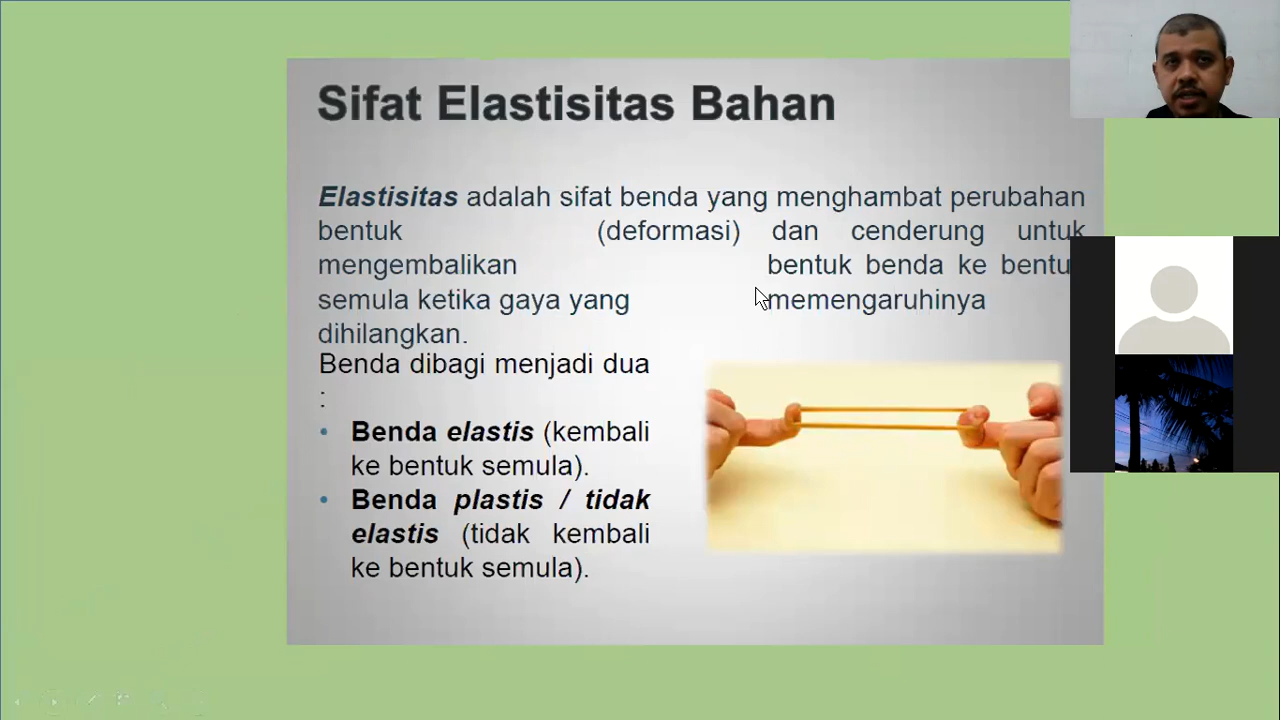 Sifat Elastisitas Bahan
Elastisitas adalah sifat benda yang menghambat perubahan
bentuk (deformasi) dan cenderung untuk
mengembalikan bentuk benda ke
semula ketika gaya yang memengaruhinya
dihilangkan.
Benda dibagi menjadi dua
:
• Benda elastis (kembali
ke bentuk semula).
• Benda plastis / tidak
elastis (tidak kembali
ke bentuk semula).